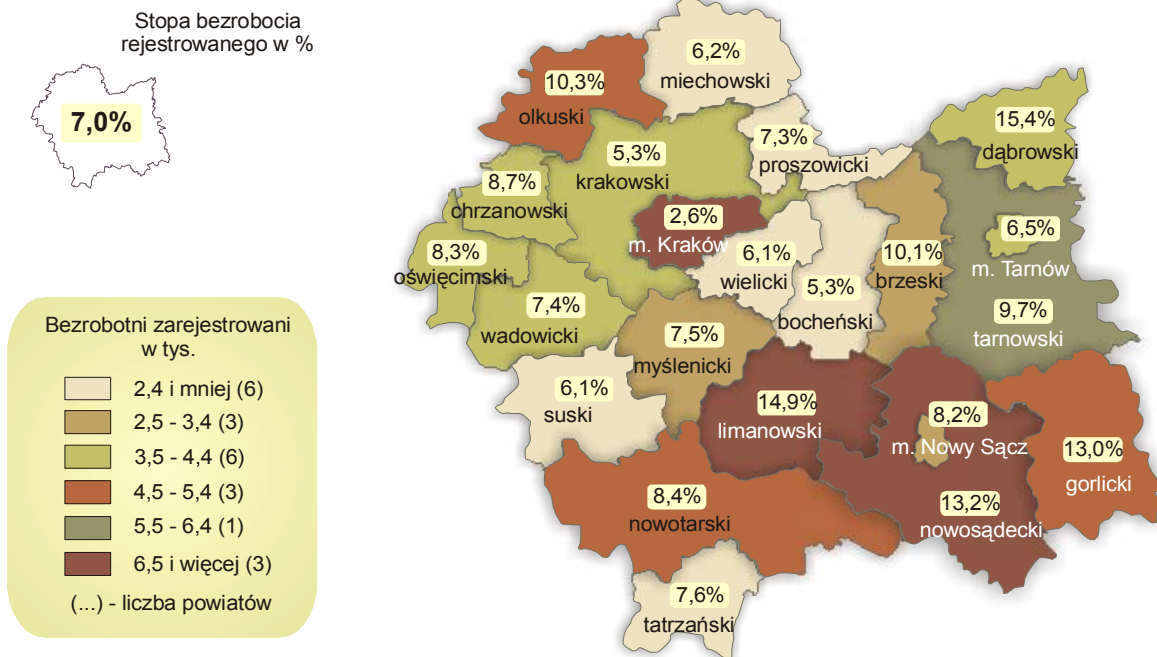 Stopa bezrobocia
rejestrowanego w %
7,0%
6,2%
miechowski
10,3%
olkuski
7,3%
proszowicki
15,4%
dąbrowski
5,3%
krakowski
8,7%
chrzanowski
2,6%
m. Kraków
6,5%
m. Tarnów
8,3%
oświęcimski
6,1%
wielicki
10,1%
brzeski
7,4%
wadowicki
5,3%
bocheński
9,7%
tarnowski
7,5%
myślenicki
6,1%
suski
14,9%
limanowski
8,2%
m. Nowy Sącz
13,0%
gorlicki
8,4%
nowotarski
13,2%
nowosądecki
7,6%
tatrzański
Bezrobotni zarejestrowani
w tys.
2,4 i mniej (6)
2,5 - 3,4 (3)
3,5 - 4,4 (6)
4,5 - 5,4 (3)
5,5 - 6,4 (1)
6,5 i więcej (3)
(...) - liczba powiatów